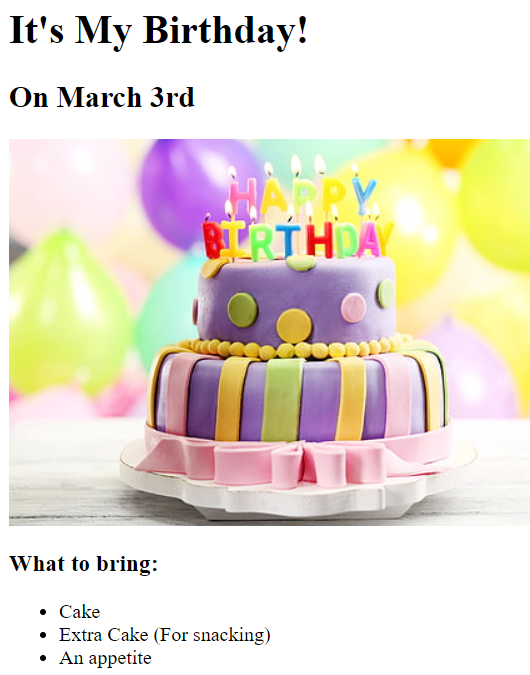 It's My Birthday!
On March 3rd
HAPPY
BIRTHDAY
What to bring:
Cake
Extra Cake (For snacking)
An appetite